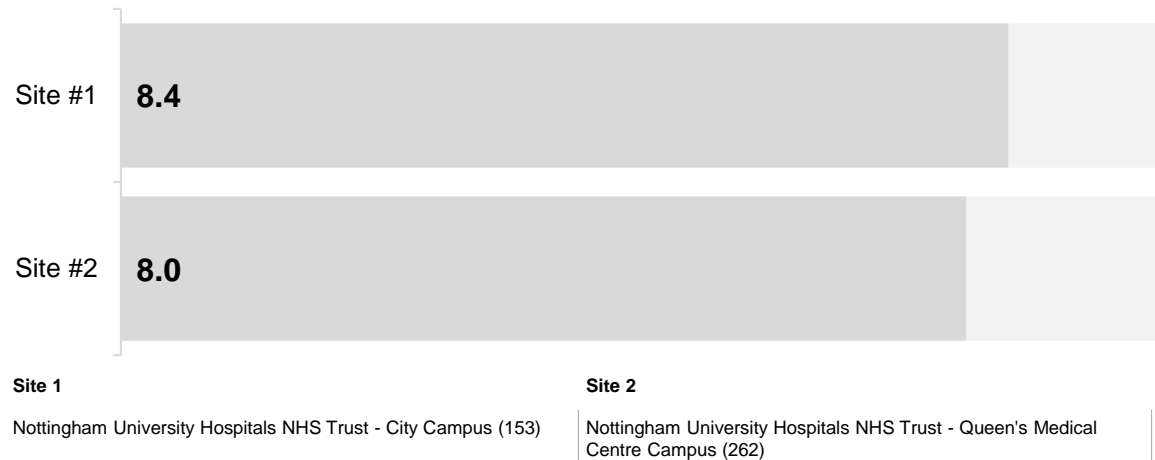 Site #1
8.4
Site #2
8.0
Site 1
Nottingham University Hospitals NHS Trust - City Campus (153)
Site 2
Nottingham University Hospitals NHS Trust - Queen's Medical
Centre Campus (262)